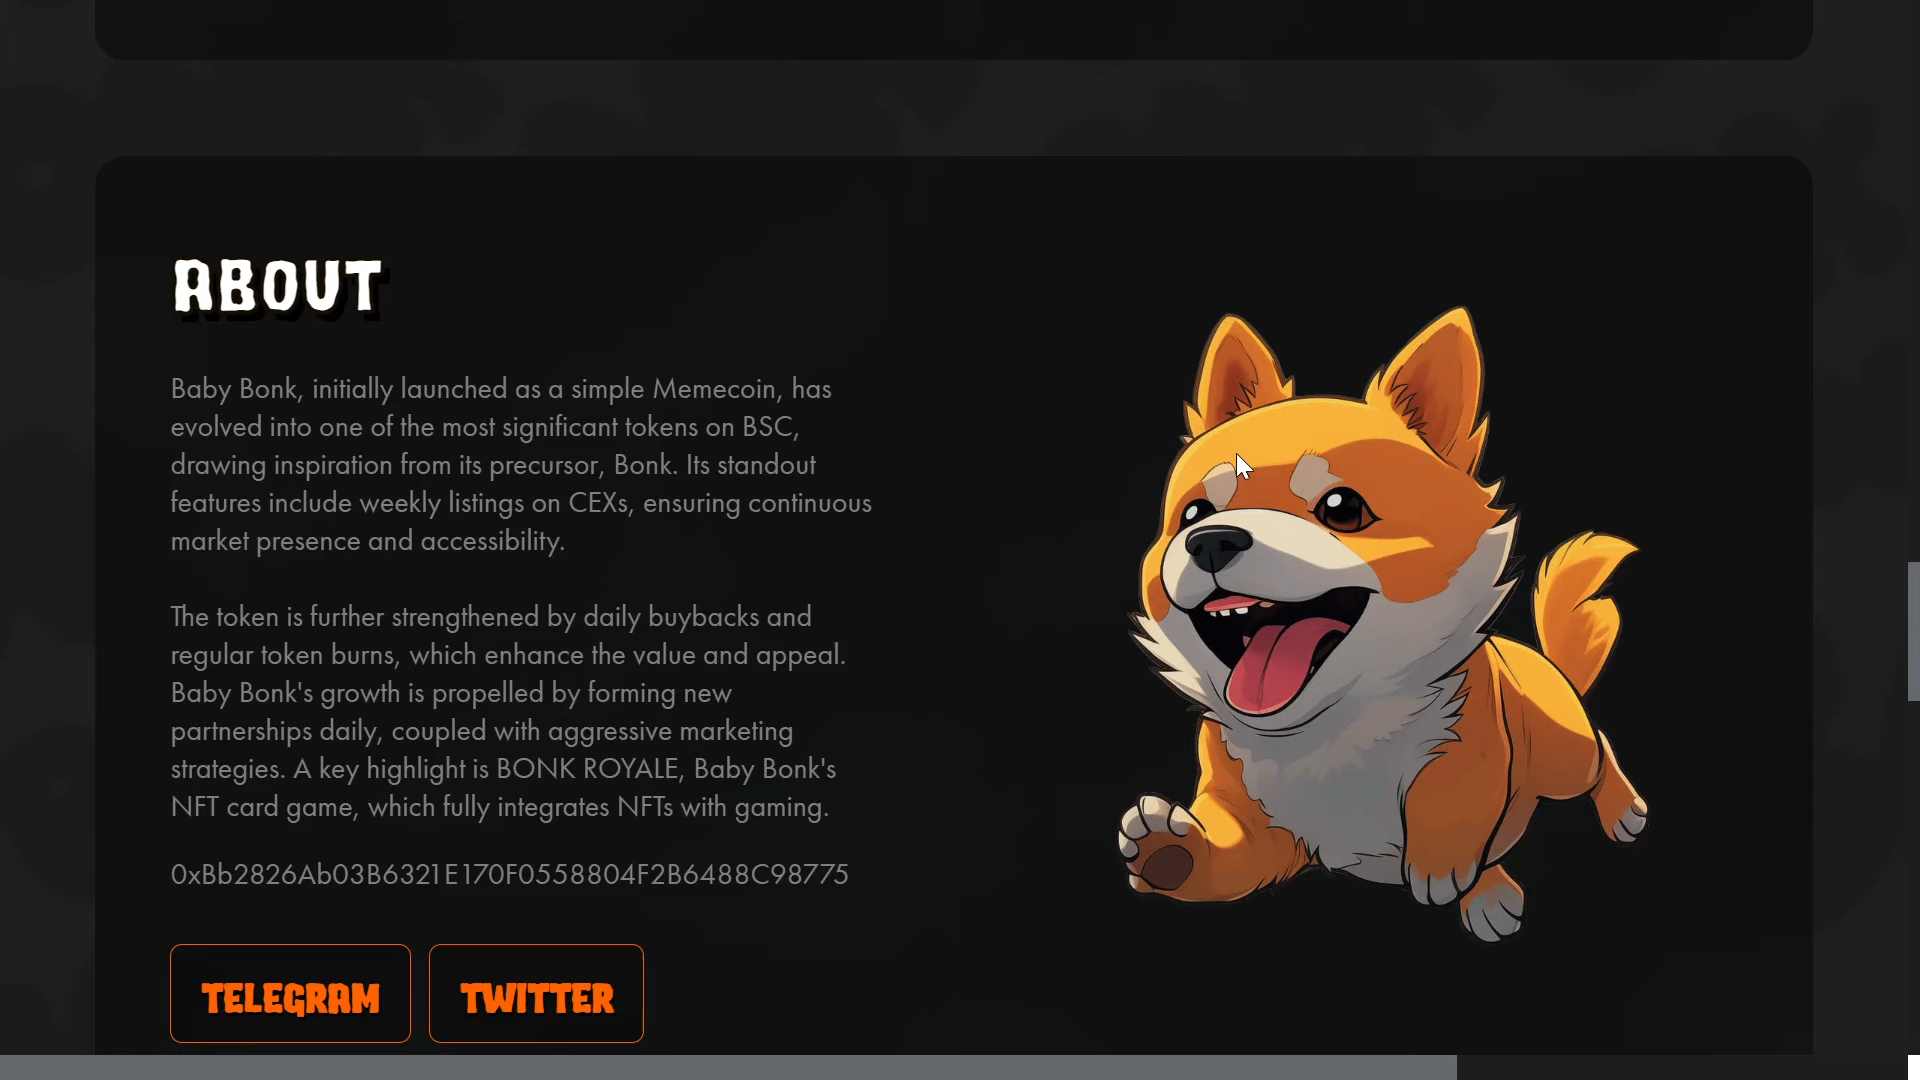 ABOUT
Baby Bonk, initially launched as a simple Memecoin, has
evolved into one of the most significant tokens on BSC,
drawing inspiration from its precursor, Bonk. Its standout
features include weekly listings on CEXs, ensuring continuous
market presence and accessibility.
The token is further strengthened by daily buybacks and
regular token burns, which enhance the value and appeal.
Baby Bonk's growth is propelled by forming new
partnerships daily, coupled with aggressive marketing
strategies. A key highlight is BONK ROYALE, Baby Bonk's
NFT card game, which fully integrates NFTs with gaming.
0xBb2826Ab03B6321E170F0558804F2B6488C98775
TELEGRAM
TWITTER